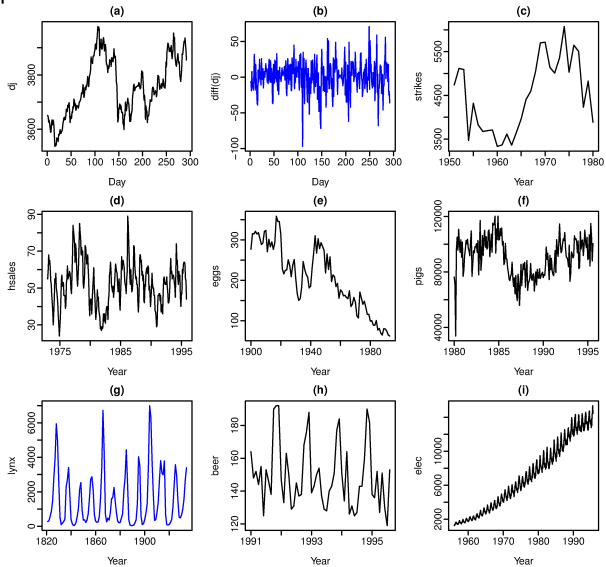 (a)
(b)
(c)
dj
3600 3800
0 50 100 150 200 250 300
Day
diff(dj)
−100 −50 0 50
0 50 100 150 200 250 300
Day
strikes
3500 4500 5500
1950 1960 1970 1980
Year
(d)
(e)
(f)
hsales
30 50 70 90
1975 1985 1995
Year
eggs
100 200 300
1900 1940 1980
Year
pigs
40000 80000 120000
1980 1985 1990 1995
Year
(g)
(h)
(i)
lynx
0 2000 4000 6000
1820 1860 1900
Year
beer
120 140 160 180
1991 1993 1995
Year
elec
2000 6000 10000
1960 1970 1980 1990
Year